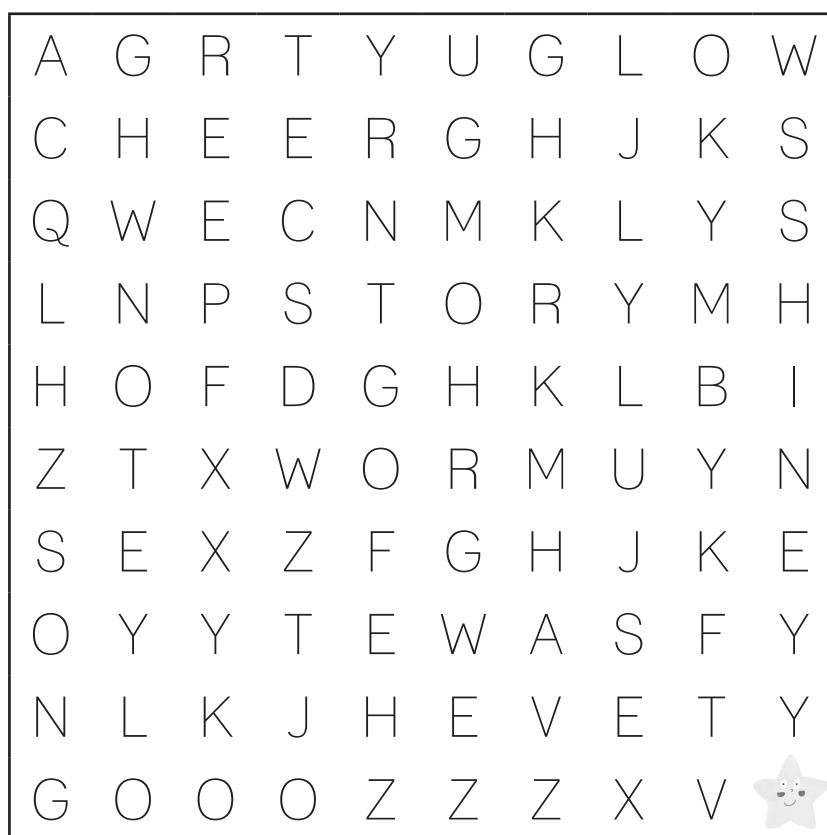 A G R T Y U G L O W
C H E E R G H J K S
Q W E C N M K L Y S
L N P S T O R Y M H
H O F D G H K L B I
Z T X W O R M U Y N
S E X Z F G H J K E
O Y Y T E W A S F Y
N L K J H E V E T Y
G O O O Z Z Z X V